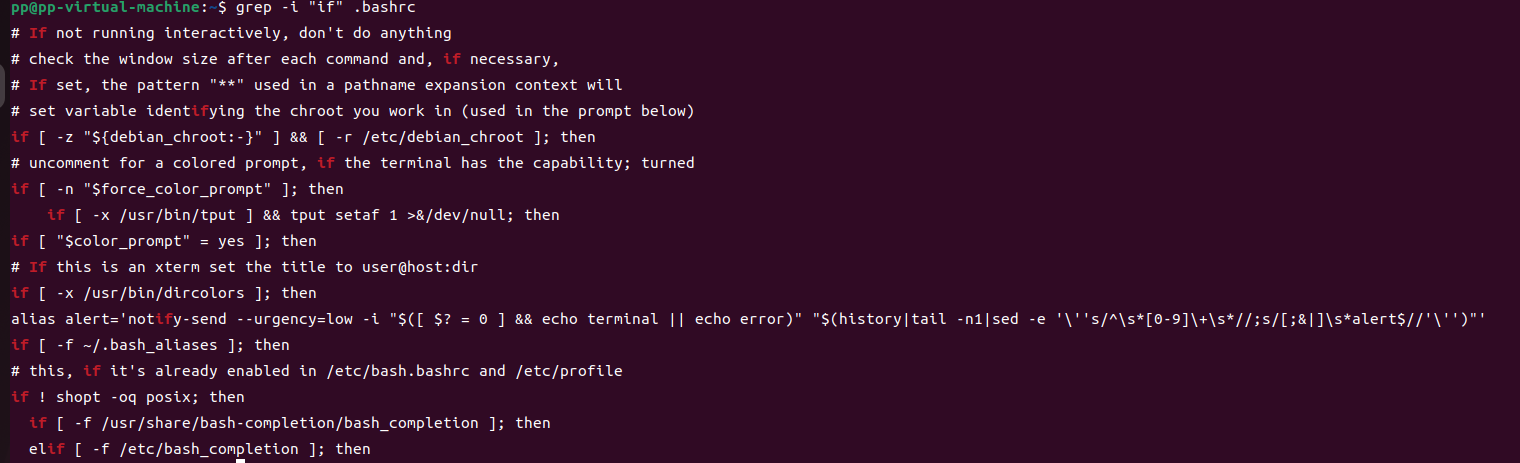 pp@pp-virtual-machine:~$ grep -i "if" .bashrc
# If not running interactively, don't do anything
# check the window size after each command and, if necessary,
# If set, the pattern "**" used in a pathname expansion context will
# set variable identifying the chroot you work in (used in the prompt below)
if [ -z "${debian_chroot:-}" ] && [ -r /etc/debian_chroot ]; then
# uncomment for a colored prompt, if the terminal has the capability; turned
if [ -n "$force_color_prompt" ]; then
    if [ -x /usr/bin/tput ] && tput setaf 1 >&/dev/null; then
if [ "$color_prompt" = yes ]; then
# If this is an xterm set the title to user@host:dir
if [ -x /usr/bin/dircolors ]; then
alias alert='notify-send --urgency=low -i "$([ $? = 0 ] && echo terminal || echo error)" "$(history|tail -n1|sed -e '\''s/^\s*[0-9]\+\s*//;s/[;&|]\s*alert$//'\'')"'
if [ -f ~/.bash_aliases ]; then
# this, if it's already enabled in /etc/bash.bashrc and /etc/profile
if ! shopt -oq posix; then
  if [ -f /usr/share/bash-completion/bash_completion ]; then
  elif [ -f /etc/bash_completion ]; then